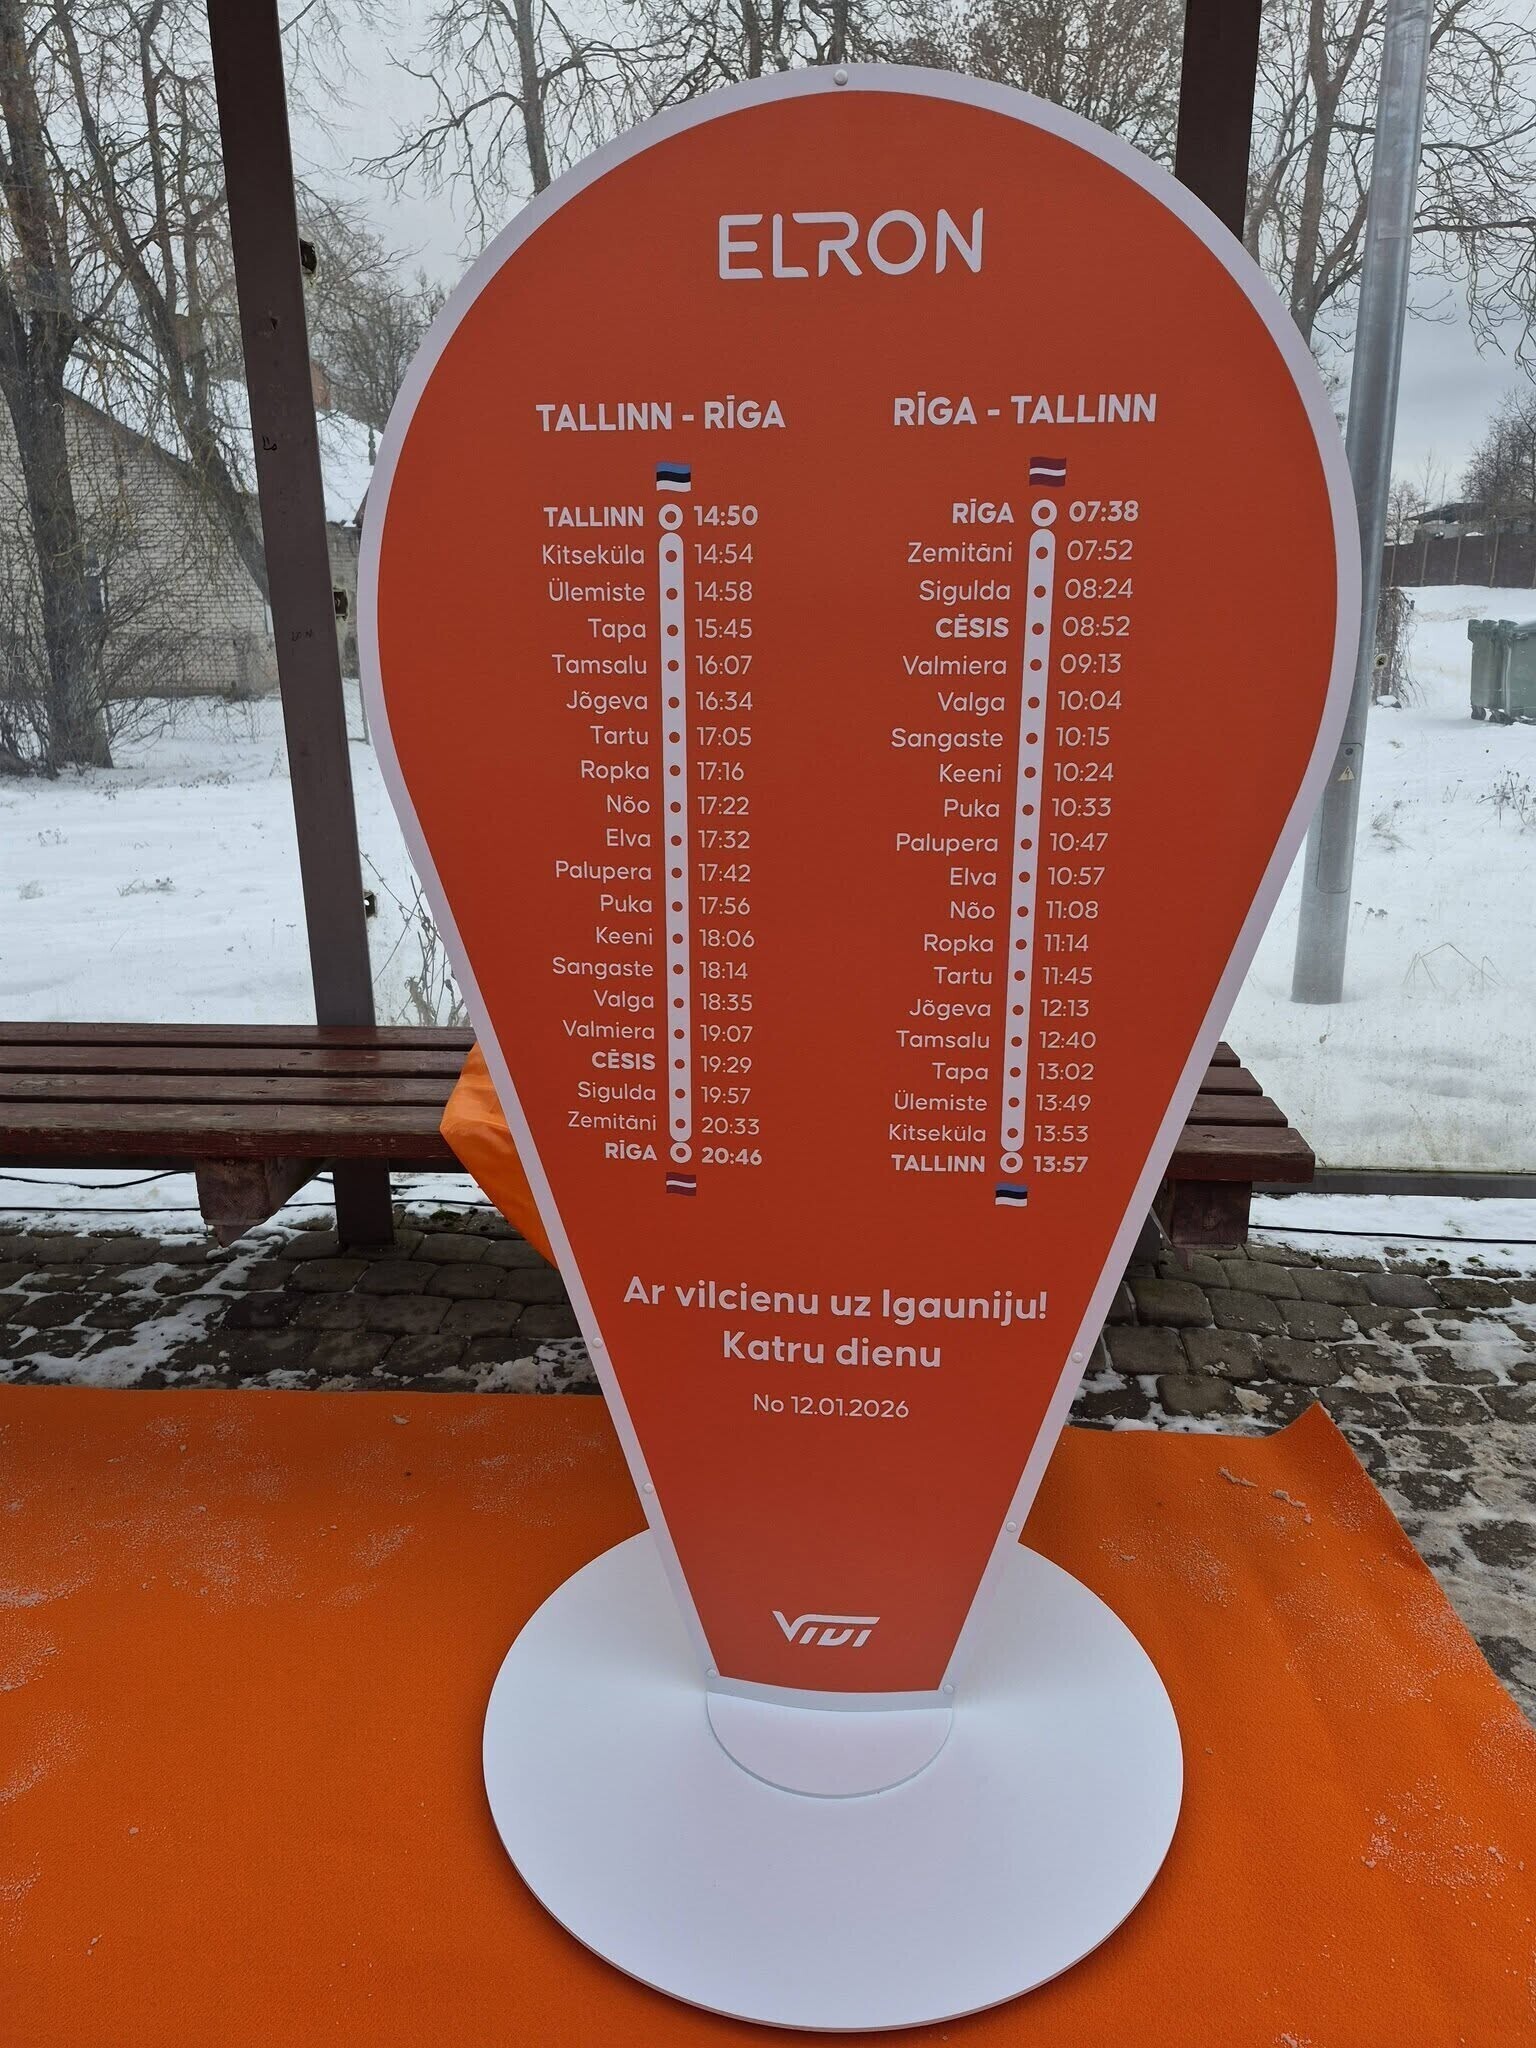 ELRON
TALLINN - RĪGA
TALLINN 14:50
Kitseküla 14:54
Ülemiste 14:58
Tapa 15:45
Tamsalu 16:07
Jõgeva 16:34
Tartu 17:05
Ropka 17:16
Nõo 17:22
Elva 17:32
Palupera 17:42
Puka 17:56
Keeni 18:06
Sangaste 18:14
Valga 18:35
Valmiera 19:07
CĒSIS 19:29
Sigulda 19:57
Zemitāni 20:33
RĪGA 20:46
RĪGA - TALLINN
RĪGA 07:38
Zemitāni 07:52
Sigulda 08:24
CĒSIS 08:52
Valmiera 09:13
Valga 10:04
Sangaste 10:15
Keeni 10:24
Puka 10:33
Palupera 10:47
Elva 10:57
Nõo 11:08
Ropka 11:14
Tartu 11:45
Jõgeva 12:13
Tamsalu 12:40
Tapa 13:02
Ülemiste 13:49
Kitseküla 13:53
TALLINN 13:57
Ar vilcienu uz Igauniju!
Katru dienu
No 12.01.2026
VIDI